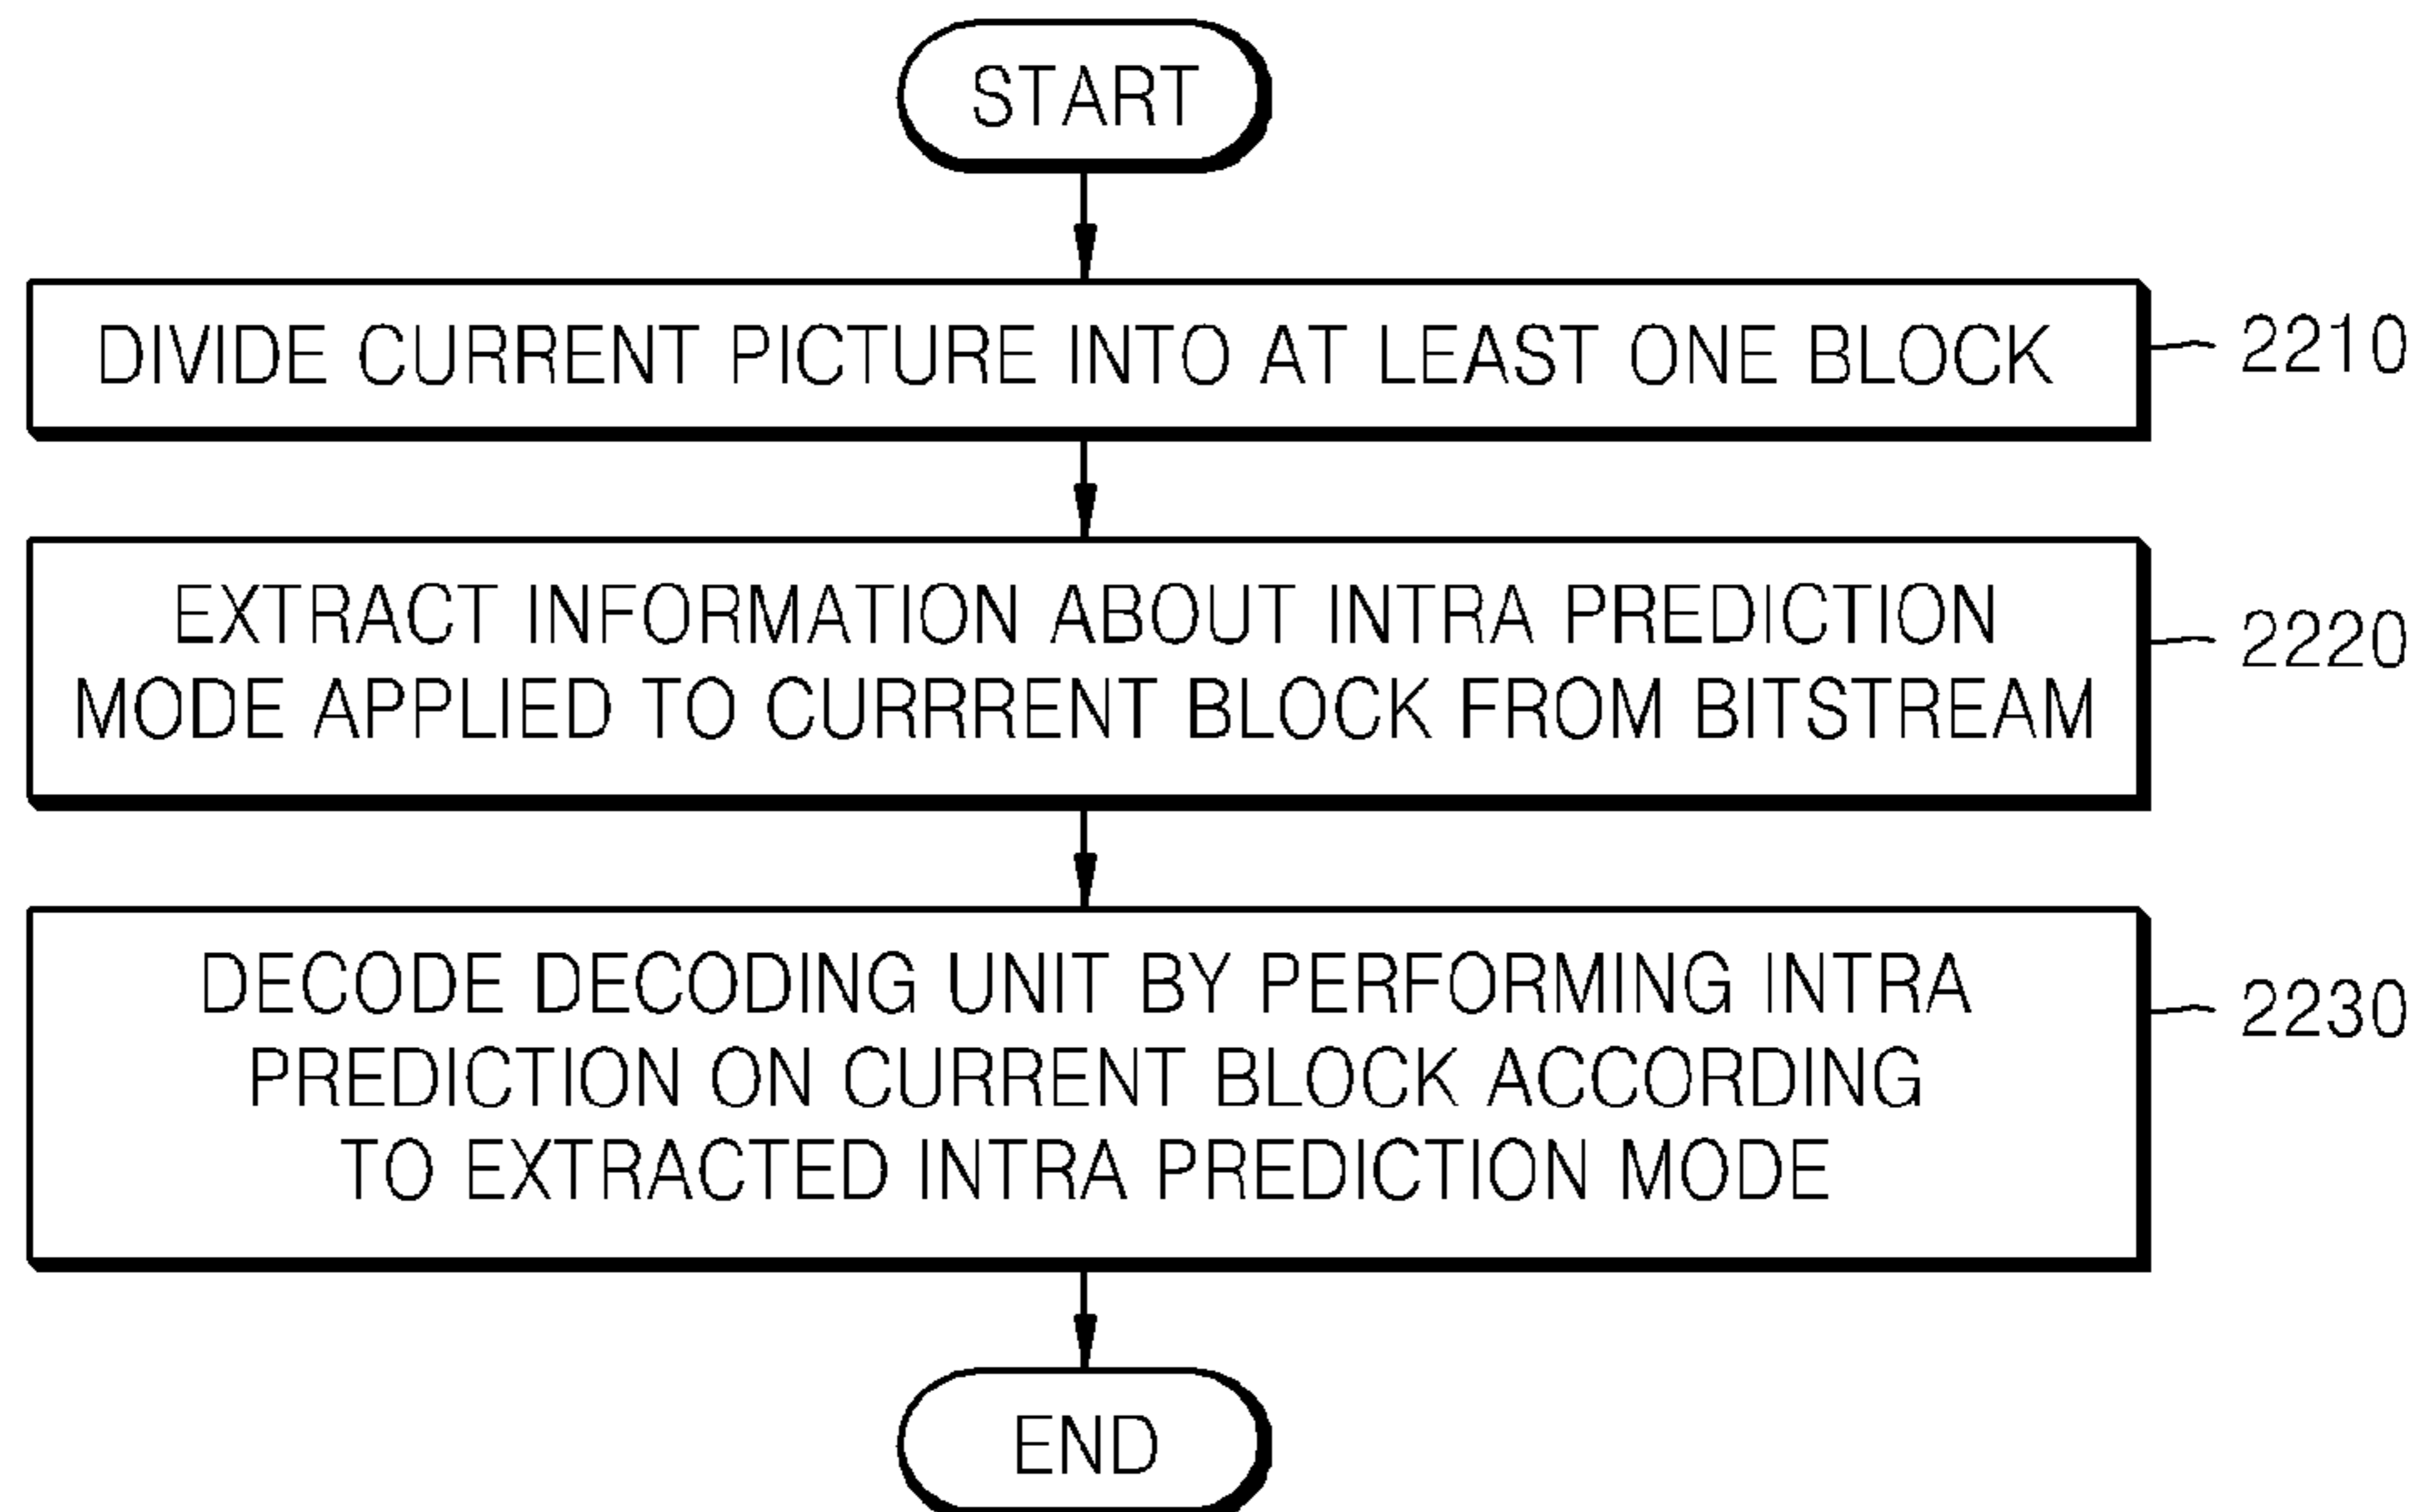 START
DIVIDE CURRENT PICTURE INTO AT LEAST ONE BLOCK
2210
EXTRACT INFORMATION ABOUT INTRA PREDICTION
MODE APPLIED TO CURRRENT BLOCK FROM BITSTREAM
2220
DECODE DECODING UNIT BY PERFORMING INTRA
PREDICTION ON CURRENT BLOCK ACCORDING
TO EXTRACTED INTRA PREDICTION MODE
2230
END